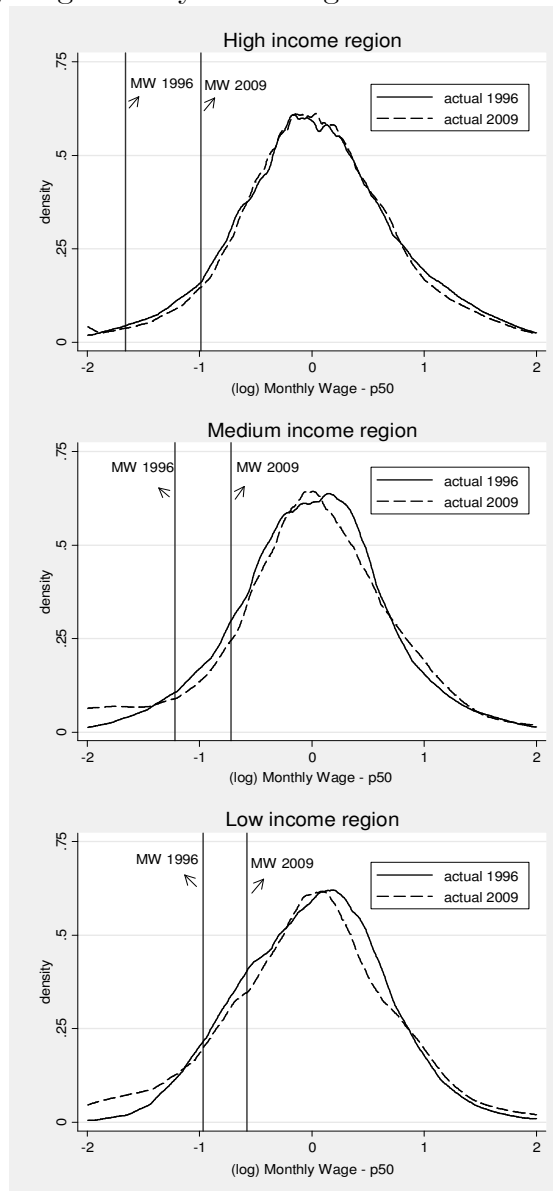 High income region
MW 1996
MW 2009
actual 1996
actual 2009
density
0
.25
.5
.75
-2
-1
0
1
2
(log) Monthly Wage - p50
Medium income region
MW 1996
MW 2009
actual 1996
actual 2009
density
0
.25
.5
.75
-2
-1
0
1
2
(log) Monthly Wage - p50
Low income region
MW 1996
MW 2009
actual 1996
actual 2009
density
0
.25
.5
.75
-2
-1
0
1
2
(log) Monthly Wage - p50